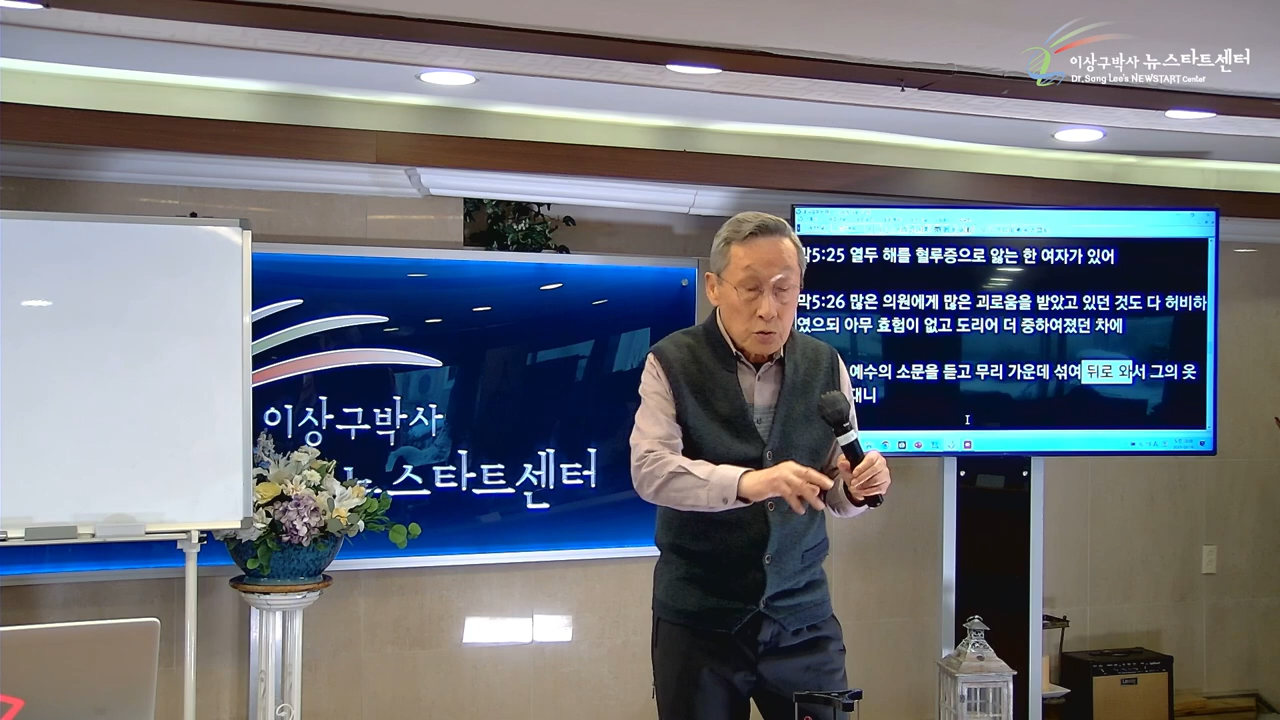 이상구박사 뉴스타트센터
Dr. Sang Lee's NEWSTART Center
막5:25 열두 해를 혈루증으로 앓는 한 여자가 있어
막5:26 많은 의원에게 많은 괴로움을 받았고 있던 것도 다 허비하
였으되 아무 효험이 없고 도리어 더 중하여졌던 차에
예수의 소문을 듣고 무리 가운데 섞여 뒤로 와서 그의 옷
대니
이상구박사
뉴스타트센터